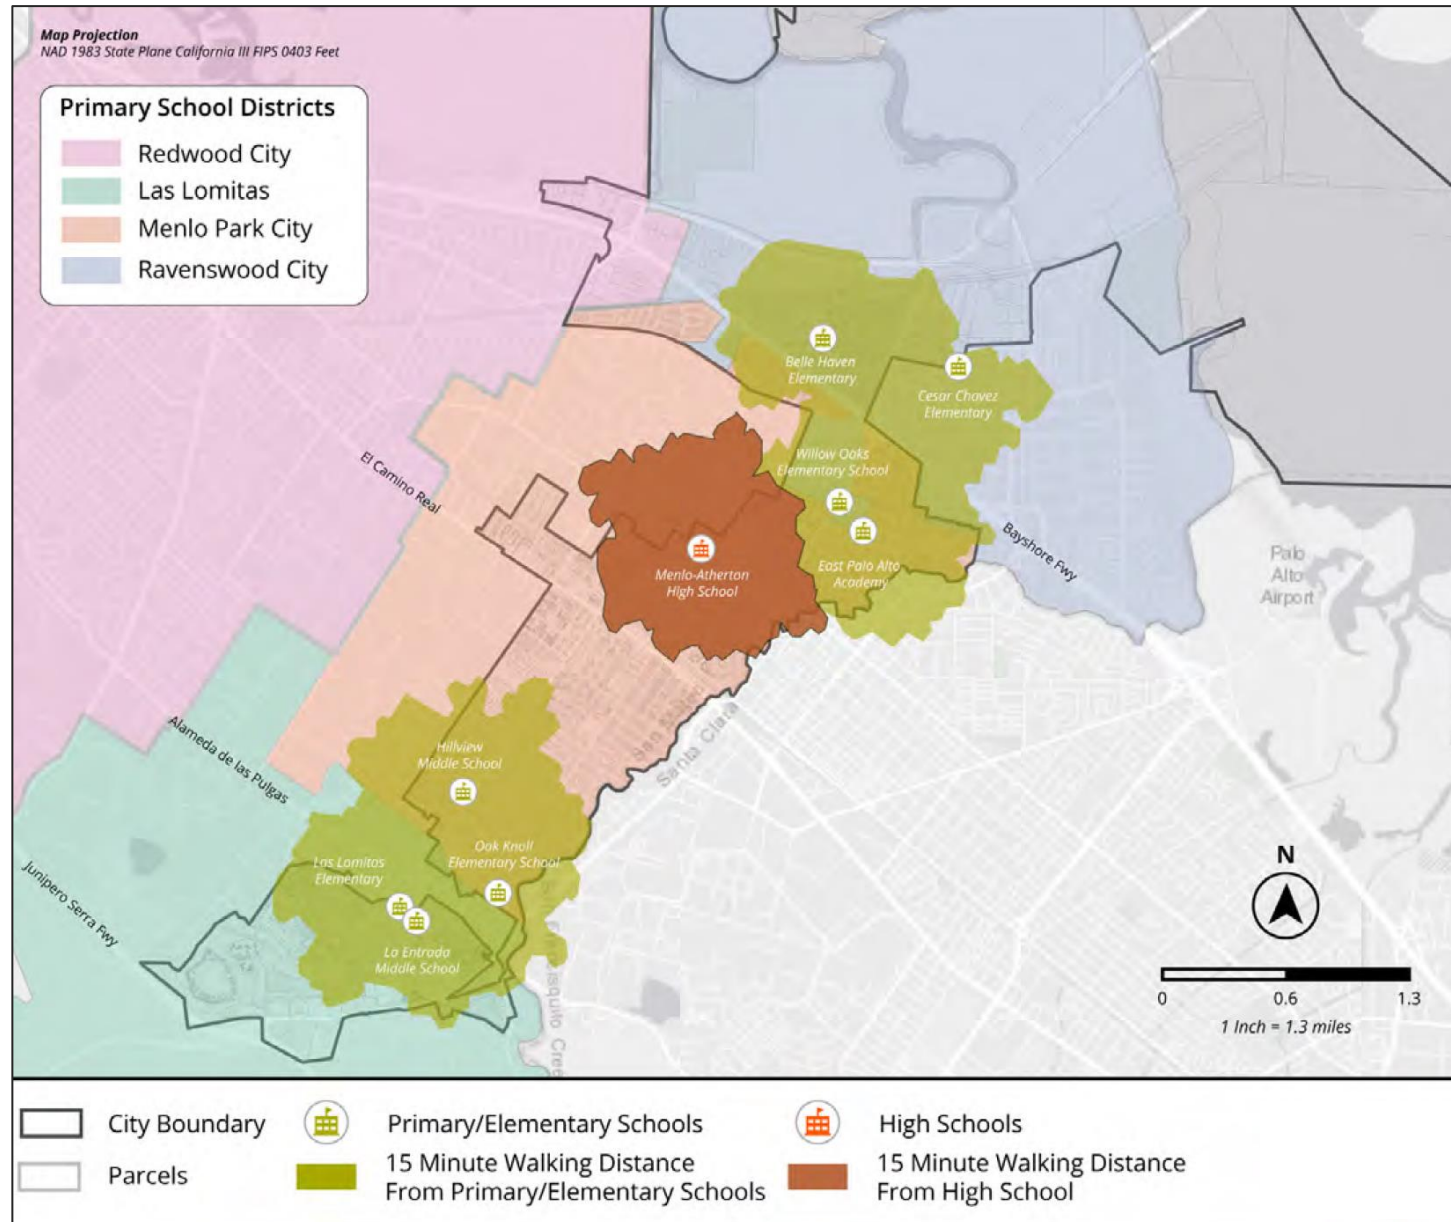 Map Projection
NAD 1983 State Plane California III FIPS 0403 Feet
Primary School Districts
Redwood City
Las Lomitas
Menlo Park City
Ravenswood City
Belle Haven
Elementary
Cesar Chavez
Elementary
Willow Oaks
Elementary School
El Camino Real
Bayshore Fwy
Palo
Alto
Airport
East Palo Alto
Academy
Menlo-Atherton
High School
San
Santa Clara
Alameda de las Pulgas
Hillview
Middle School
Oak Knoll
Elementary School
Las Lomitas
Elementary
Junipero Serra Fwy
La Entrada
Middle School
N
0 0.6 1.3
1 Inch = 1.3 miles
City Boundary
Primary/Elementary Schools
High Schools
Parcels
15 Minute Walking Distance
From Primary/Elementary Schools
15 Minute Walking Distance
From High School